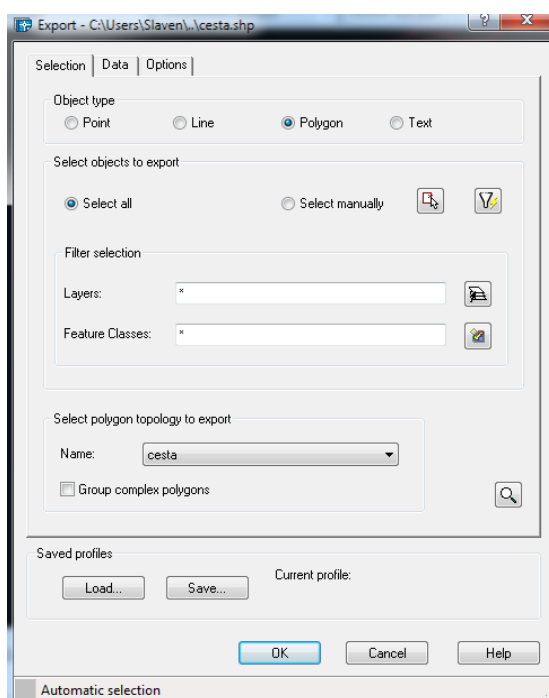 Export - C:\Users\Slaven\..\cesta.shp
Selection Data Options
Object type
Point Line Polygon Text
Select objects to export
Select all Select manually
Filter selection
Layers: *
Feature Classes: *
Select polygon topology to export
Name: cesta
Group complex polygons
Saved profiles
Load... Save... Current profile:
OK Cancel Help
Automatic selection